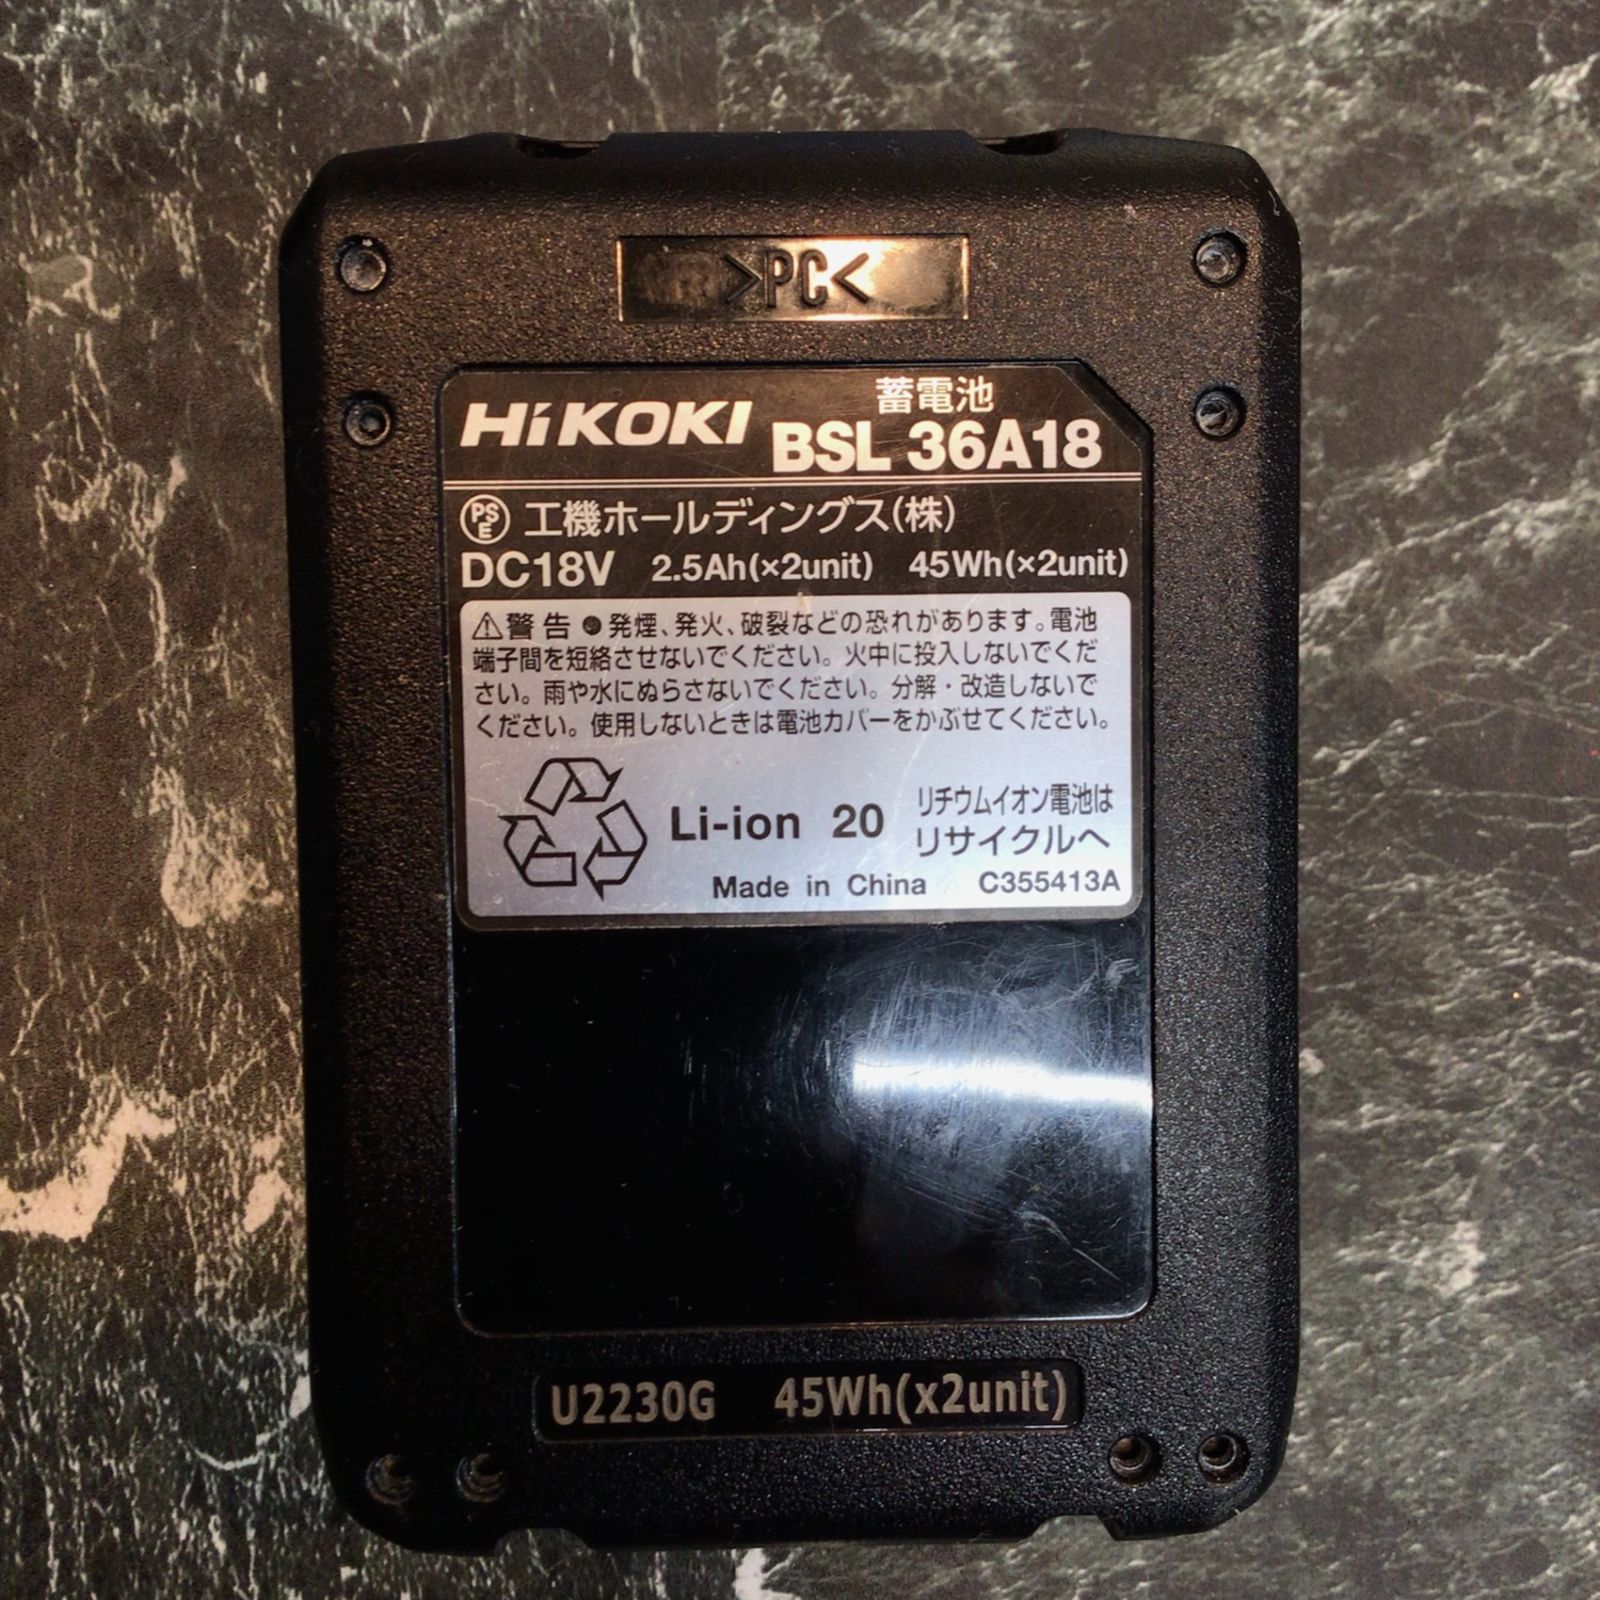 >PC<
HiKOKI
蓄電池
BSL 36A18
PSE 工機ホールディングス(株)
DC18V 2.5Ah(×2unit) 45Wh(×2unit)
⚠警告 ●発煙、発火、破裂などの恐れがあります。電池
端子間を短絡させないでください。火中に投入しないでくだ
さい。雨や水にぬらさないでください。分解・改造しないで
ください。使用しないときは電池カバーをかぶせてください。
Li-ion 20
リチウムイオン電池は
リサイクルへ
Made in China C355413A
U2230G 45Wh(x2unit)